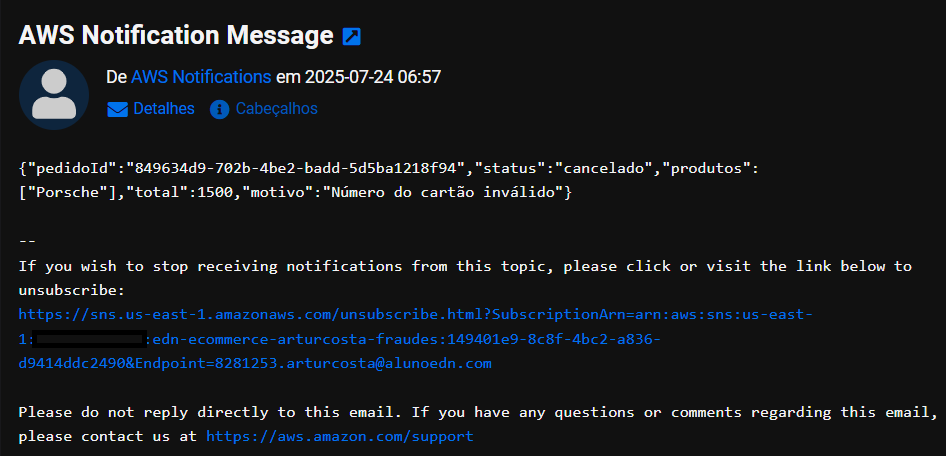 AWS Notification Message
De AWS Notifications em 2025-07-24 06:57
Detalhes Cabeçalhos
{"pedidoId":"849634d9-702b-4be2-badd-5d5ba1218f94","status":"cancelado","produtos":
["Porsche"],"total":1500,"motivo":"Número do cartão inválido"}
--
If you wish to stop receiving notifications from this topic, please click or visit the link below to
unsubscribe:
https://sns.us-east-1.amazonaws.com/unsubscribe.html?SubscriptionArn=arn:aws:sns:us-east-
1: :edn-ecommerce-arturcosta-fraudes:149401e9-8c8f-4bc2-a836-
d9414ddc2490&Endpoint=8281253.arturcosta@alunoedn.com
Please do not reply directly to this email. If you have any questions or comments regarding this email,
please contact us at https://aws.amazon.com/support